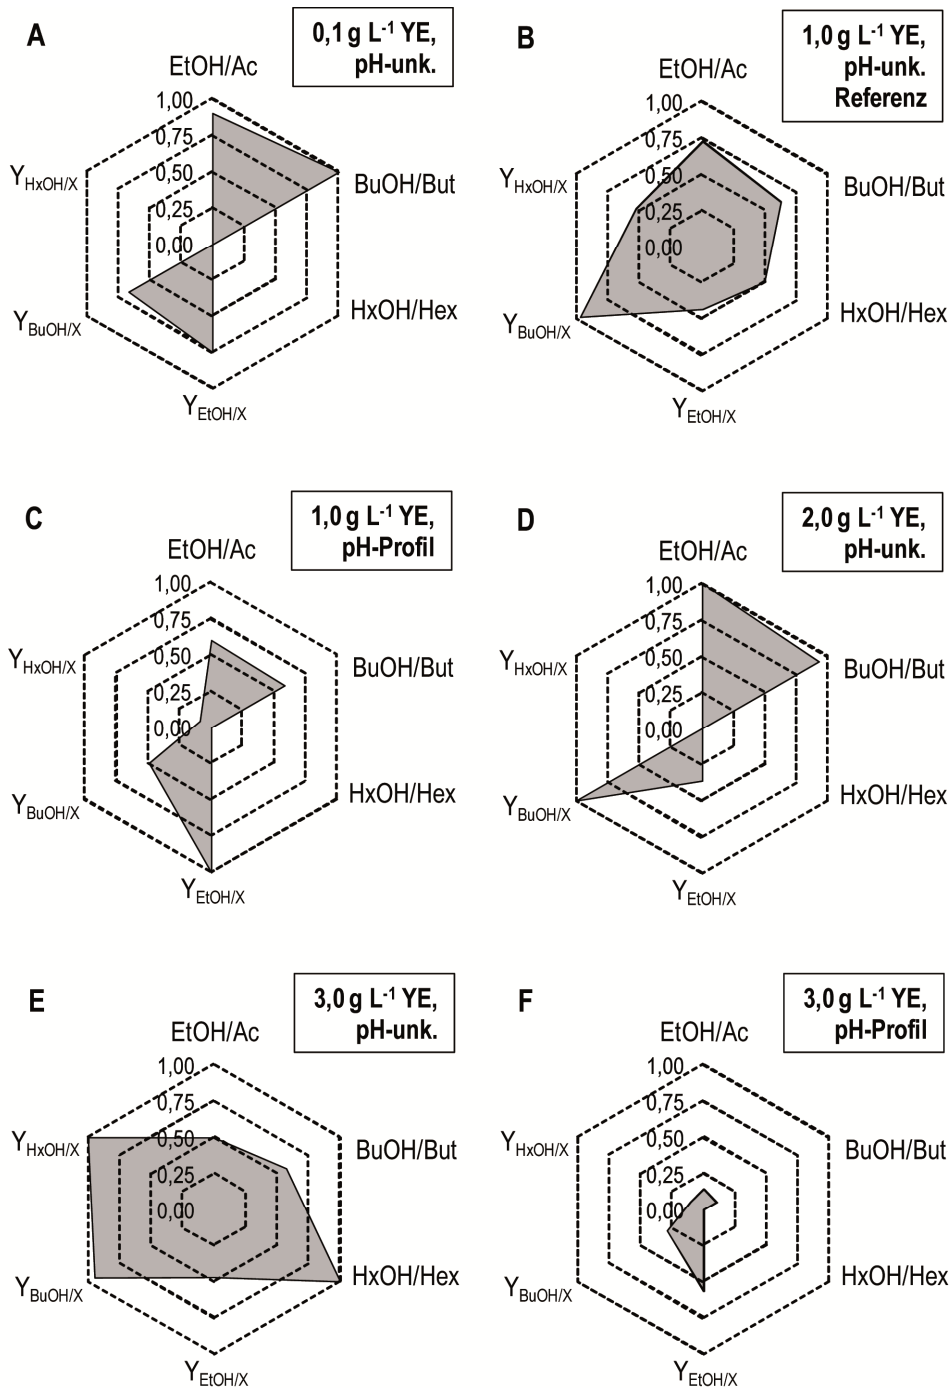 A
0,1 g L-1 YE,
pH-unk.
EtOH/Ac
1,00
0,75
0,50
0,25
0,00
YHxOH/X
BuOH/But
YBuOH/X
HxOH/Hex
YEtOH/X
B
1,0 g L-1 YE,
pH-unk.
Referenz
EtOH/Ac
1,00
0,75
0,50
0,25
0,00
YHxOH/X
BuOH/But
YBuOH/X
HxOH/Hex
YEtOH/X
C
1,0 g L-1 YE,
pH-Profil
EtOH/Ac
1,00
0,75
0,50
0,25
0,00
YHxOH/X
BuOH/But
YBuOH/X
HxOH/Hex
YEtOH/X
D
2,0 g L-1 YE,
pH-unk.
EtOH/Ac
1,00
0,75
0,50
0,25
0,00
YHxOH/X
BuOH/But
YBuOH/X
HxOH/Hex
YEtOH/X
E
3,0 g L-1 YE,
pH-unk.
EtOH/Ac
1,00
0,75
0,50
0,25
0,00
YHxOH/X
BuOH/But
YBuOH/X
HxOH/Hex
YEtOH/X
F
3,0 g L-1 YE,
pH-Profil
EtOH/Ac
1,00
0,75
0,50
0,25
0,00
YHxOH/X
BuOH/But
YBuOH/X
HxOH/Hex
YEtOH/X